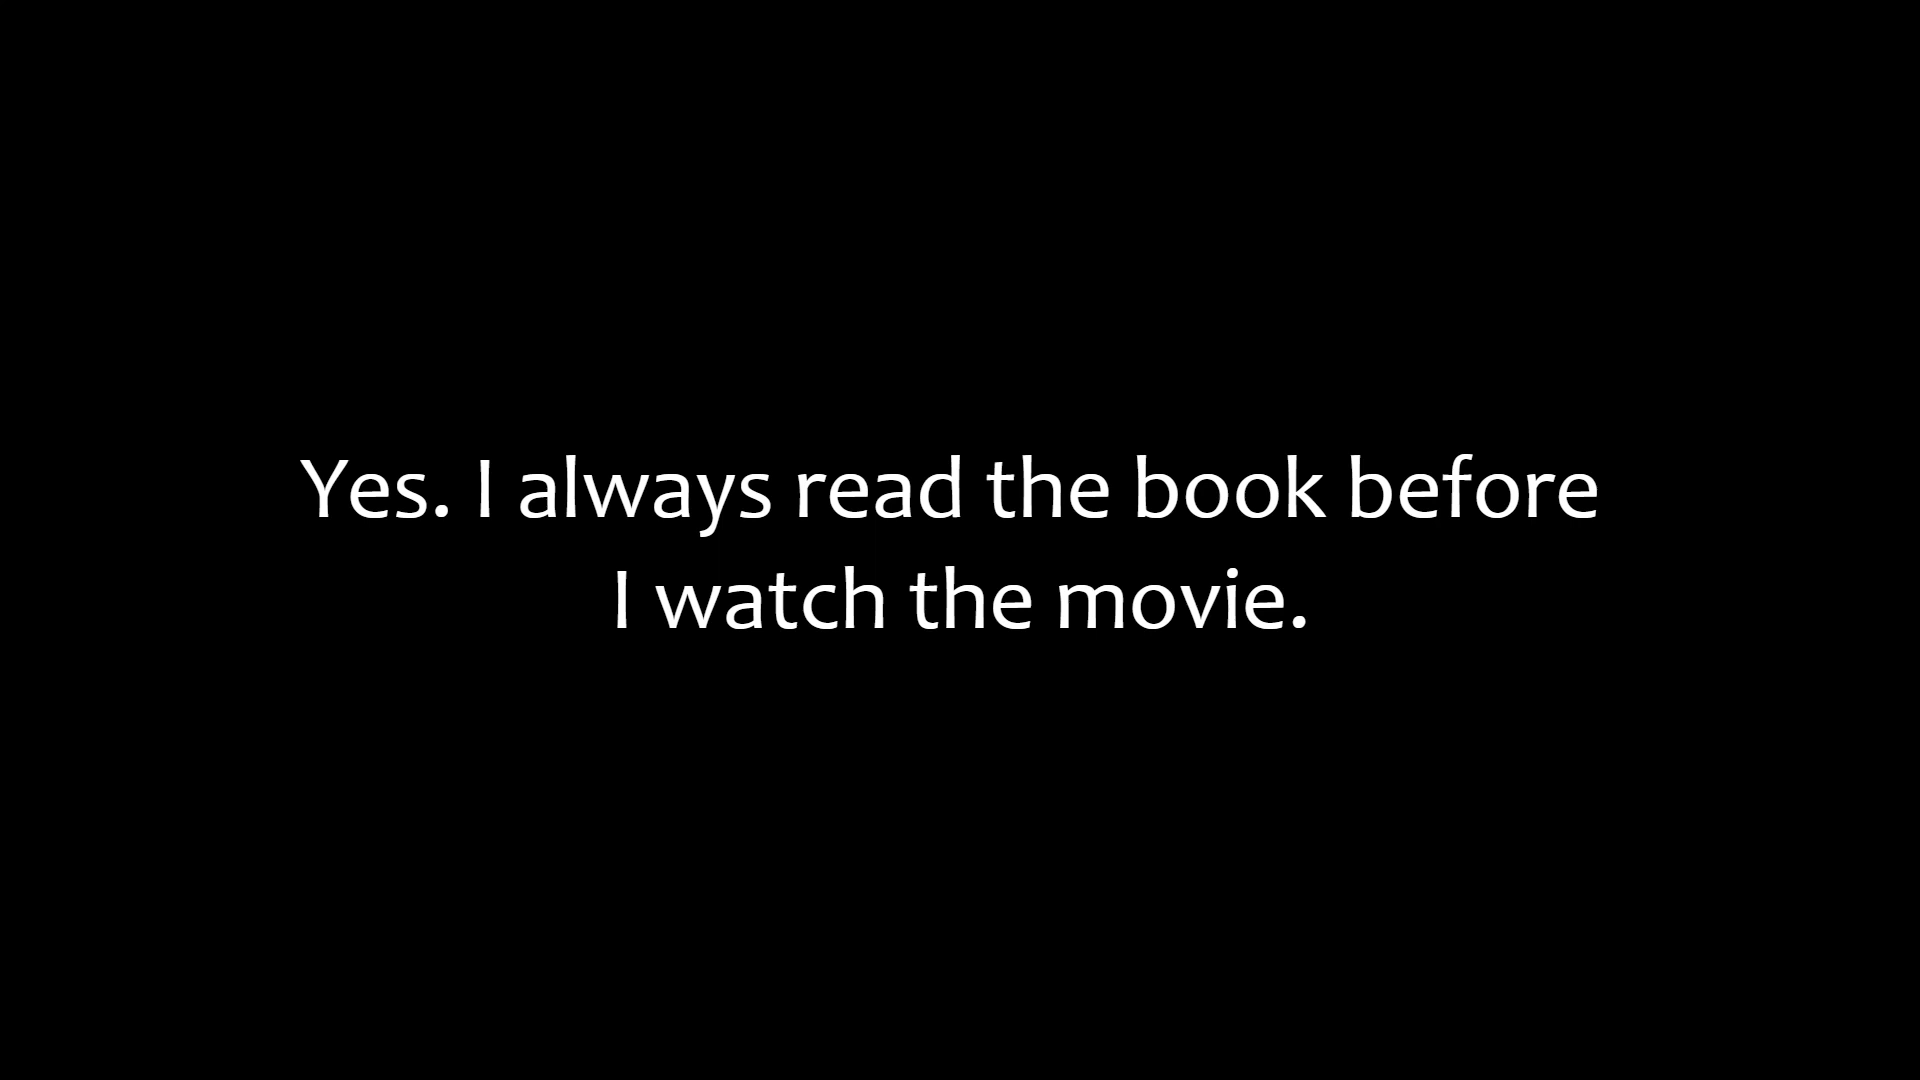 Yes. I always read the book before
I watch the movie.